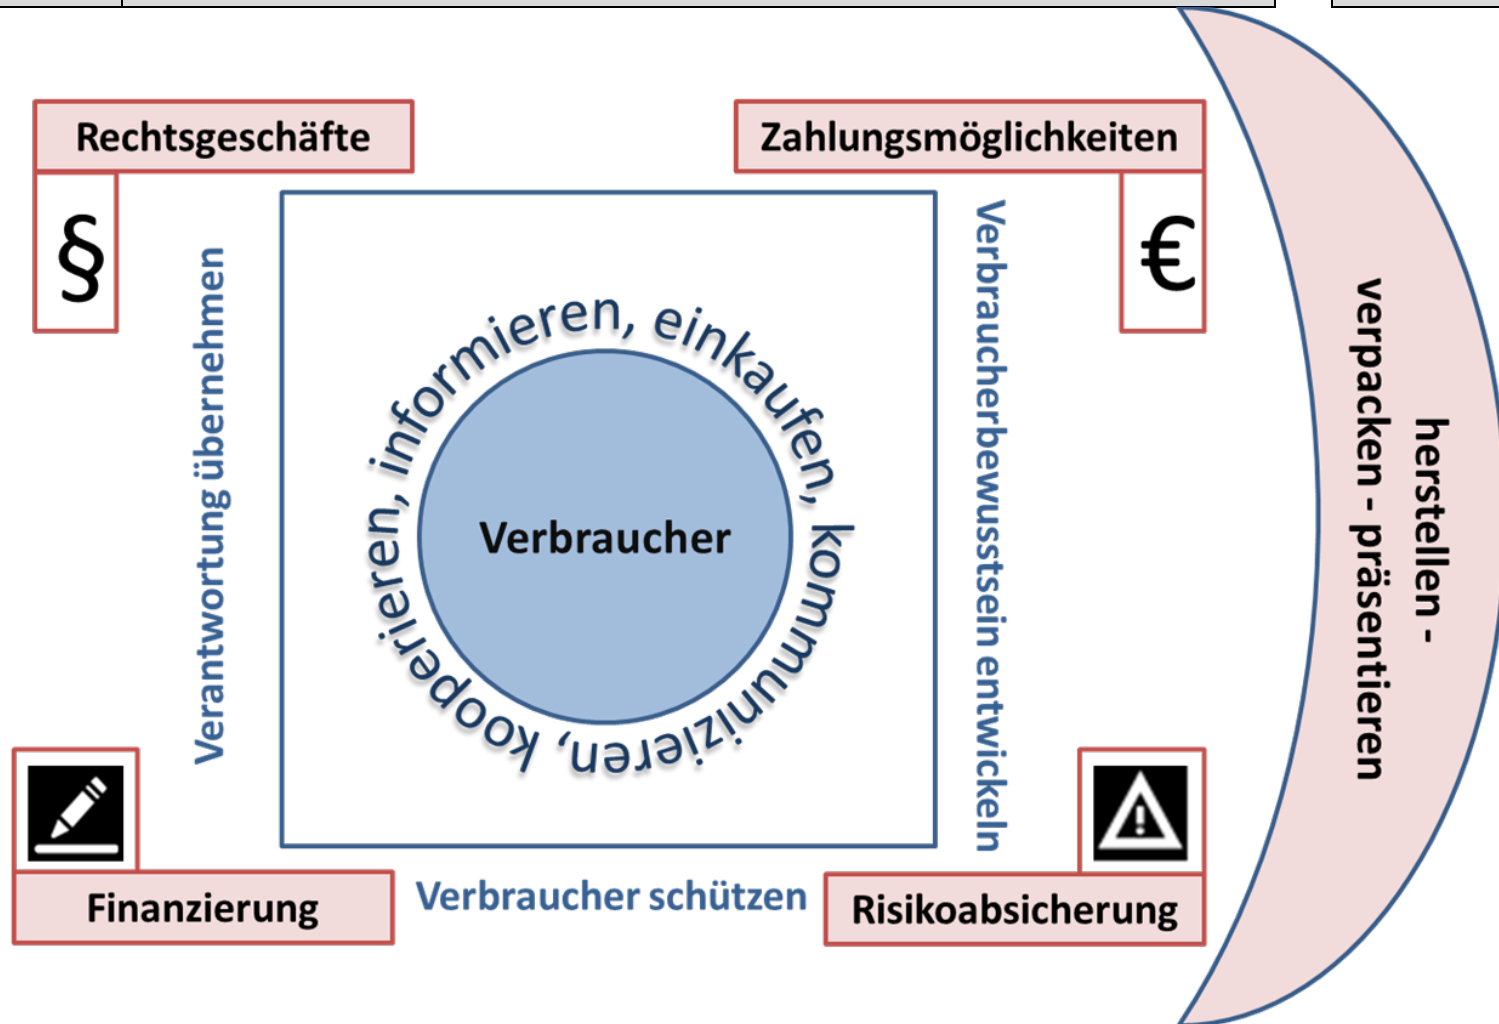 Rechtsgeschäfte
Zahlungsmöglichkeiten
§
€
Verantwortung übernehmen
informieren, einkaufen, kommunizieren, kooperieren,
Verbraucher
Verbraucherbewusstsein entwickeln
herstellen -
verpacken - präsentieren
Finanzierung
Verbraucher schützen
Risikoabsicherung